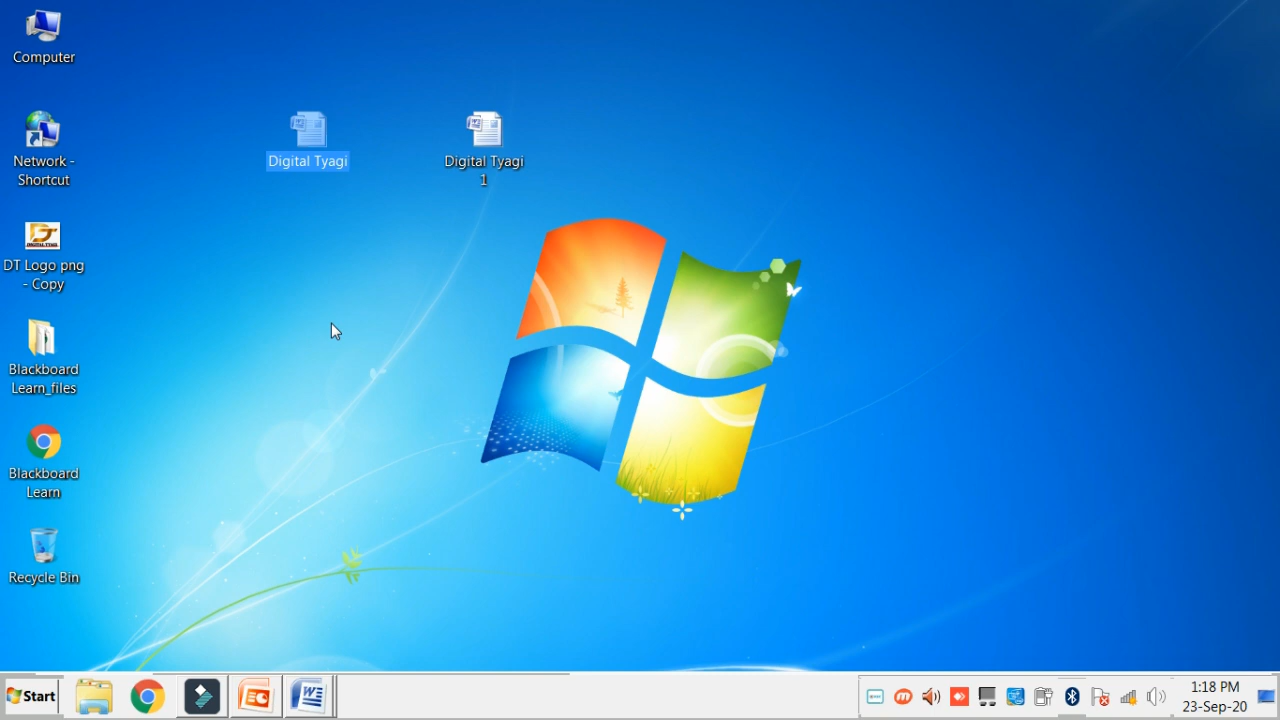 Computer
Network -
Shortcut
DT Logo png
- Copy
Blackboard
Learn_files
Blackboard
Learn
Recycle Bin
Digital Tyagi
Digital Tyagi
1
Start
1:18 PM
23-Sep-20